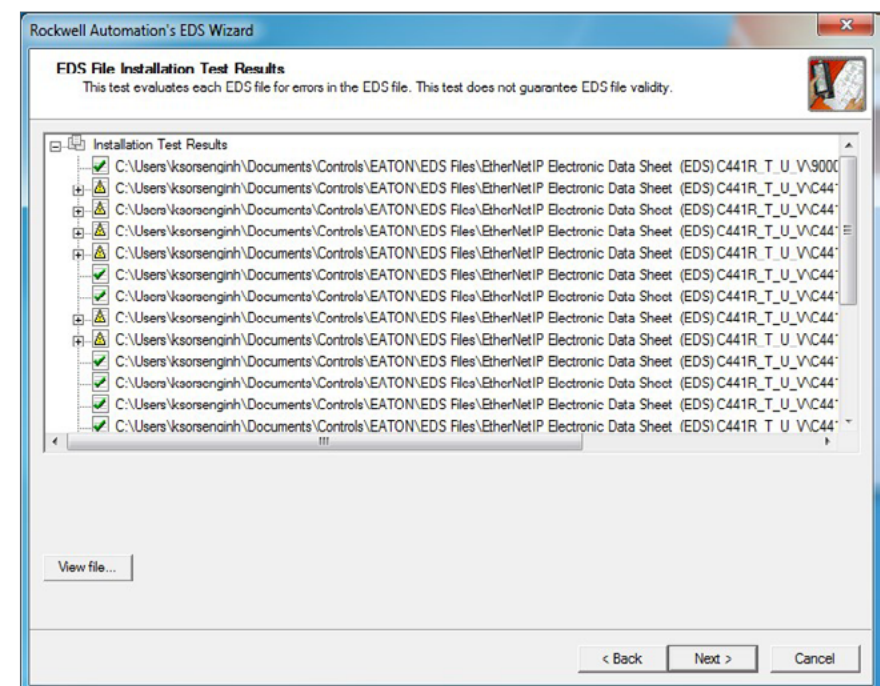 Rockwell Automation's EDS Wizard
EDS File Installation Test Results
This test evaluates each EDS file for errors in the EDS file. This test does not guarantee EDS file validity.
Installation Test Results
C:\Users\ksorsenginh\Documents\Controls\EATON\EDS Files\EtherNetIP Electronic Data Sheet (EDS) C441R_T_U_V\9000
C:\Users\ksorsenginh\Documents\Controls\EATON\EDS Files\EtherNetIP Electronic Data Sheet (EDS) C441R_T_U_V\C441
C:\Users\ksorsenginh\Documents\Controls\EATON\EDS Files\EtherNetIP Electronic Data Sheet (EDS) C441R_T_U_V\C441
C:\Users\ksorsenginh\Documents\Controls\EATON\EDS Files\EtherNetIP Electronic Data Sheet (EDS) C441R_T_U_V\C441
C:\Users\ksorsenginh\Documents\Controls\EATON\EDS Files\EtherNetIP Electronic Data Sheet (EDS) C441R_T_U_V\C441
C:\Users\ksorsenginh\Documents\Controls\EATON\EDS Files\EtherNetIP Electronic Data Sheet (EDS) C441R_T_U_V\C441
C:\Users\ksorsenginh\Documents\Controls\EATON\EDS Files\EtherNetIP Electronic Data Sheet (EDS) C441R_T_U_V\C441
C:\Users\ksorsenginh\Documents\Controls\EATON\EDS Files\EtherNetIP Electronic Data Sheet (EDS) C441R_T_U_V\C441
C:\Users\ksorsenginh\Documents\Controls\EATON\EDS Files\EtherNetIP Electronic Data Sheet (EDS) C441R_T_U_V\C441
C:\Users\ksorsenginh\Documents\Controls\EATON\EDS Files\EtherNetIP Electronic Data Sheet (EDS) C441R_T_U_V\C441
C:\Users\ksorsenginh\Documents\Controls\EATON\EDS Files\EtherNetIP Electronic Data Sheet (EDS) C441R_T_U_V\C441
C:\Users\ksorsenginh\Documents\Controls\EATON\EDS Files\EtherNetIP Electronic Data Sheet (EDS) C441R_T_U_V\C441
C:\Users\ksorsenginh\Documents\Controls\EATON\EDS Files\EtherNetIP Electronic Data Sheet (EDS) C441R_T_U_V\C441
View file...
< Back Next > Cancel